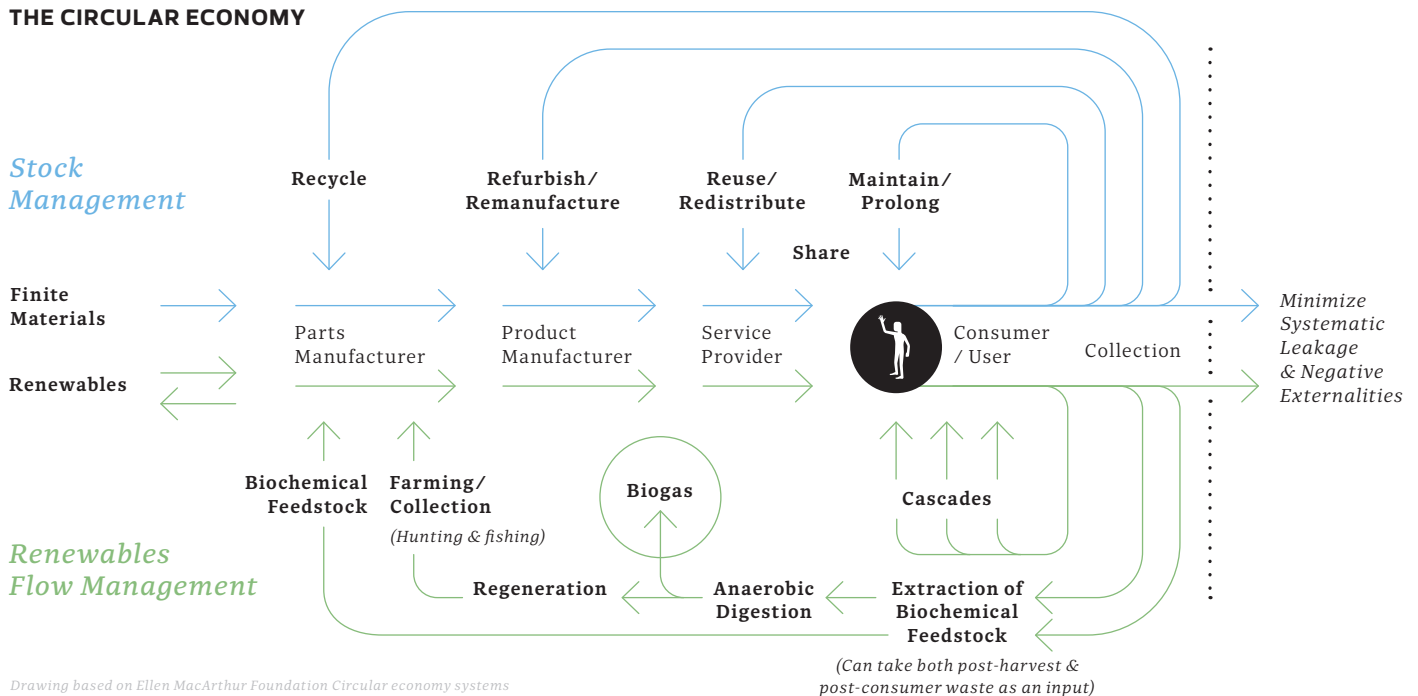 THE CIRCULAR ECONOMY
Stock
Management
Recycle
Refurbish/
Remanufacture
Reuse/
Redistribute
Maintain/
Prolong
Share
Finite
Materials
Renewables
Parts
Manufacturer
Product
Manufacturer
Service
Provider
Consumer
/ User
Collection
Minimize
Systematic
Leakage
& Negative
Externalities
Biochemical
Feedstock
Farming/
Collection
(Hunting & fishing)
Biogas
Cascades
Renewables
Flow Management
Regeneration
Anaerobic
Digestion
Extraction of
Biochemical
Feedstock
(Can take both post-harvest &
post-consumer waste as an input)
Drawing based on Ellen MacArthur Foundation Circular economy systems